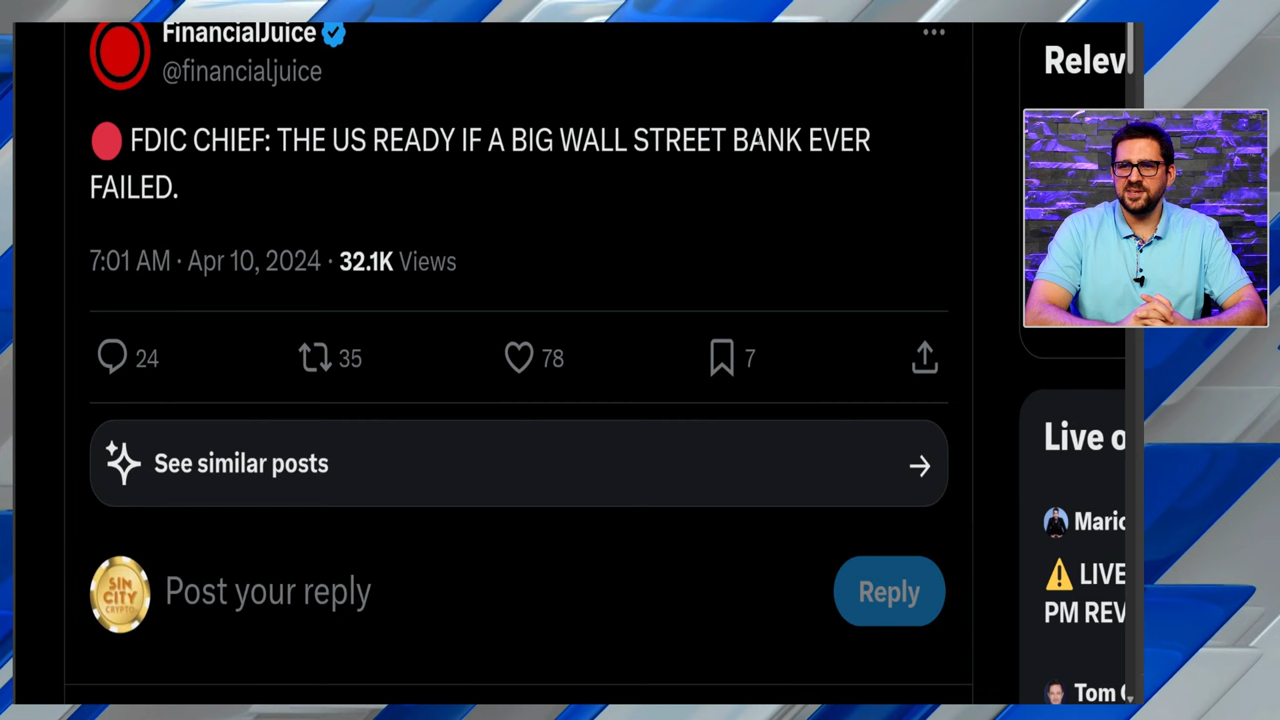 FinancialJuice
@financialjuice
FDIC CHIEF: THE US READY IF A BIG WALL STREET BANK EVER
FAILED.
7:01 AM · Apr 10, 2024 · 32.1K Views
24 35 78 7
See similar posts
SIN
CITY
CRYPTO
Post your reply
Reply
Relev
Live o
Mario
LIVE
PM REV
Tom